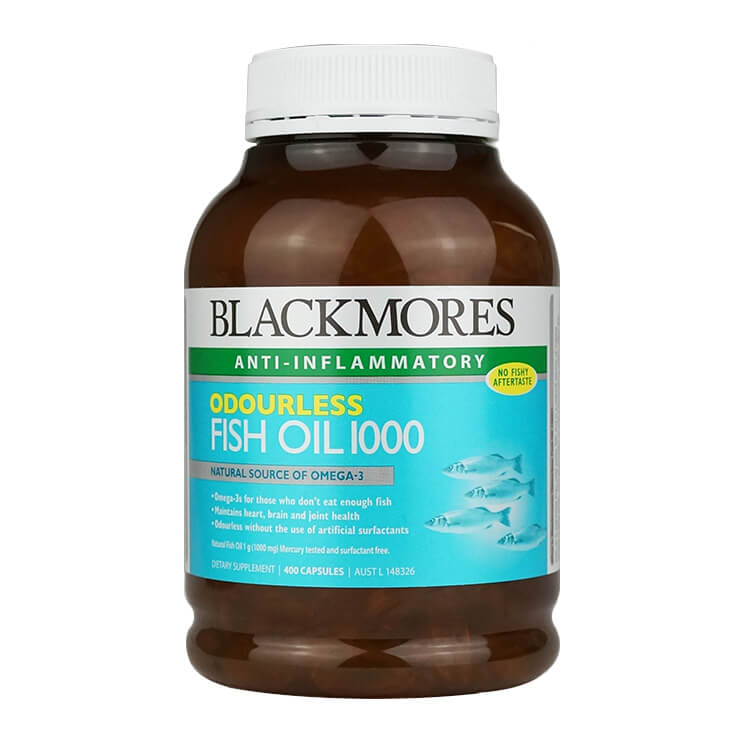 BLACKMORES
ANTI-INFLAMMATORY
NO FISHY
AFTERTASTE
ODOURLESS
FISH OIL 1000
NATURAL SOURCE OF OMEGA-3
•Omega-3s for those who don't eat enough fish
•Maintains heart, brain and joint health
•Odourless without the use of artificial surfactants
Natural Fish Oil 1 g (1000 mg) Mercury tested and surfactant free.
DIETARY SUPPLEMENT | 400 CAPSULES | AUST L 148326